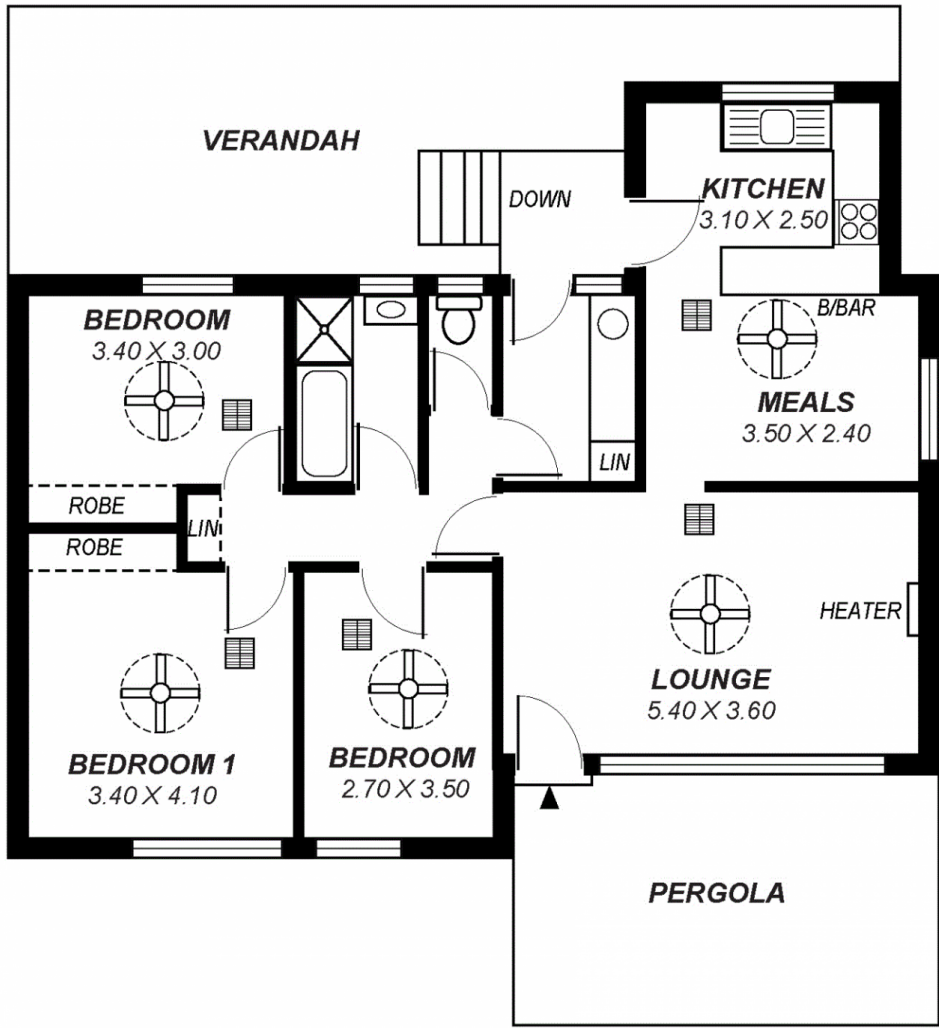 VERANDAH
DOWN
KITCHEN
3.10 X 2.50
B/BAR
BEDROOM
3.40 X 3.00
MEALS
3.50 X 2.40
LIN
ROBE
LIN
ROBE
HEATER
LOUNGE
5.40 X 3.60
BEDROOM 1
3.40 X 4.10
BEDROOM
2.70 X 3.50
PERGOLA